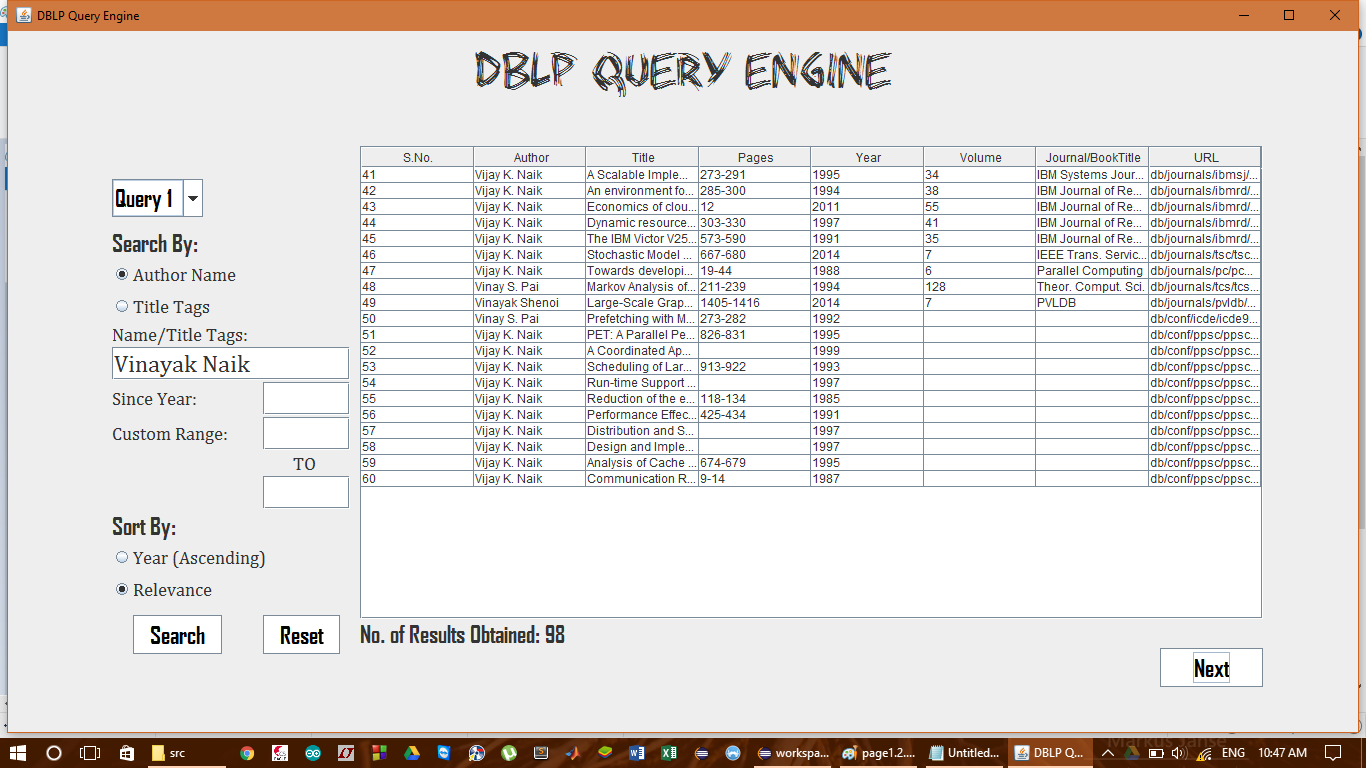 DBLP Query Engine
DBLP QUERY ENGINE
Query 1
Search By:
Author Name
Title Tags
Name/Title Tags:
Vinayak Naik
Since Year:
Custom Range:
TO
Sort By:
Year (Ascending)
Relevance
Search Reset
S.No. Author Title Pages Year Volume Journal/BookTitle URL
41 Vijay K. Naik A Scalable Imple... 273-291 1995 34 IBM Systems Jour... db/journals/ibmsj/...
42 Vijay K. Naik An environment fo... 285-300 1994 38 IBM Journal of Re... db/journals/ibmrd/...
43 Vijay K. Naik Economics of clou... 12 2011 55 IBM Journal of Re... db/journals/ibmrd/...
44 Vijay K. Naik Dynamic resource... 303-330 1997 41 IBM Journal of Re... db/journals/ibmrd/...
45 Vijay K. Naik The IBM Victor V25... 573-590 1991 35 IBM Journal of Re... db/journals/ibmrd/...
46 Vijay K. Naik Stochastic Model ... 667-680 2014 7 IEEE Trans. Servic... db/journals/tsc/tsc...
47 Vijay K. Naik Towards developi... 19-44 1988 6 Parallel Computing db/journals/pc/pc...
48 Vinay S. Pai Markov Analysis of... 211-239 1994 128 Theor. Comput. Sci. db/journals/tcs/tcs...
49 Vinayak Shenoi Large-Scale Grap... 1405-1416 2014 7 PVLDB db/journals/pvldb/...
50 Vinay S. Pai Prefetching with M... 273-282 1992 db/conf/icde/icde9...
51 Vijay K. Naik PET: A Parallel Pe... 826-831 1995 db/conf/ppsc/ppsc...
52 Vijay K. Naik A Coordinated Ap... 1999 db/conf/ppsc/ppsc...
53 Vijay K. Naik Scheduling of Lar... 913-922 1993 db/conf/ppsc/ppsc...
54 Vijay K. Naik Run-time Support ... 1997 db/conf/ppsc/ppsc...
55 Vijay K. Naik Reduction of the e... 118-134 1985 db/conf/ppsc/ppsc...
56 Vijay K. Naik Performance Effec... 425-434 1991 db/conf/ppsc/ppsc...
57 Vijay K. Naik Distribution and S... 1997 db/conf/ppsc/ppsc...
58 Vijay K. Naik Design and Imple... 1997 db/conf/ppsc/ppsc...
59 Vijay K. Naik Analysis of Cache ... 674-679 1995 db/conf/ppsc/ppsc...
60 Vijay K. Naik Communication R... 9-14 1987 db/conf/ppsc/ppsc...
No. of Results Obtained: 98
Next
src worksp... page1.2.... Untitled... DBLP Q... ENG 10:47 AM